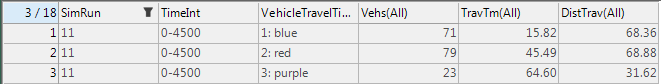 3 / 18 SimRun TimeInt VehicleTravelTi... Vehs(All) TravTm(All) DistTrav(All)
1 11 0-4500 1: blue 71 15.82 68.36
2 11 0-4500 2: red 79 45.49 68.88
3 11 0-4500 3: purple 23 64.60 31.62